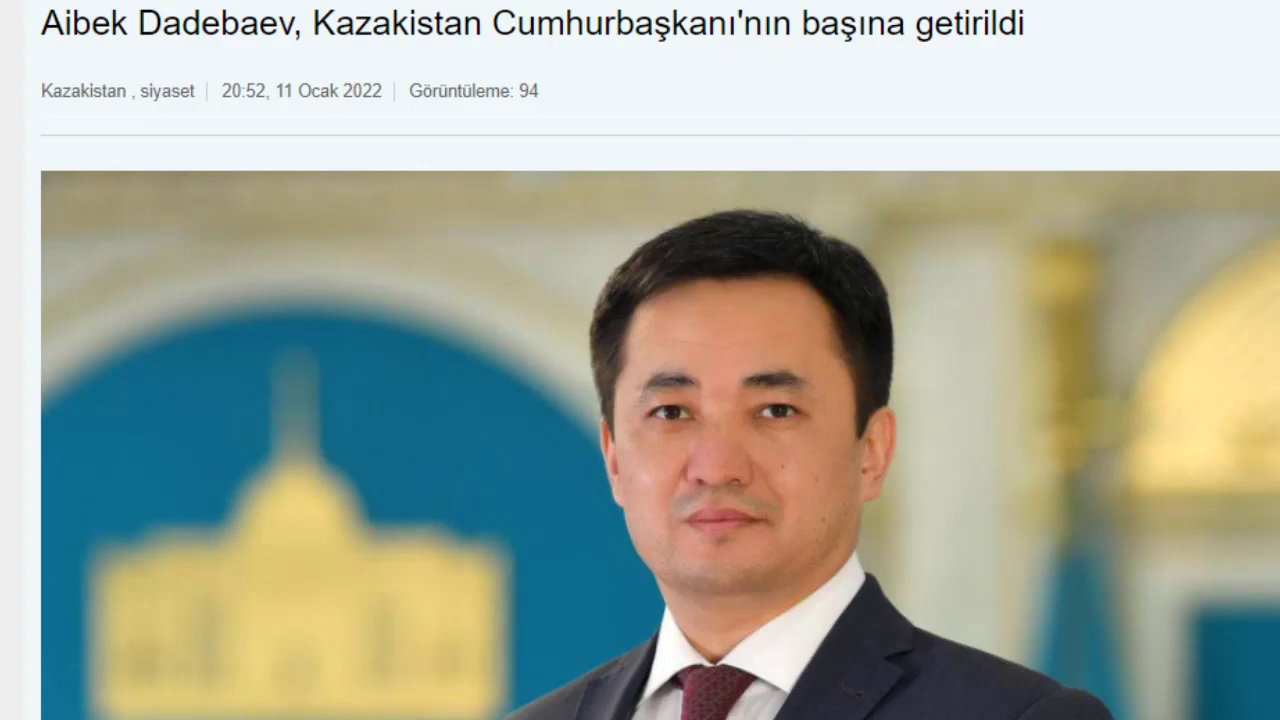 Aibek Dadebaev, Kazakistan Cumhurbaşkanı'nın başına getirildi
Kazakistan , siyaset 20:52, 11 Ocak 2022 Görüntüleme: 94